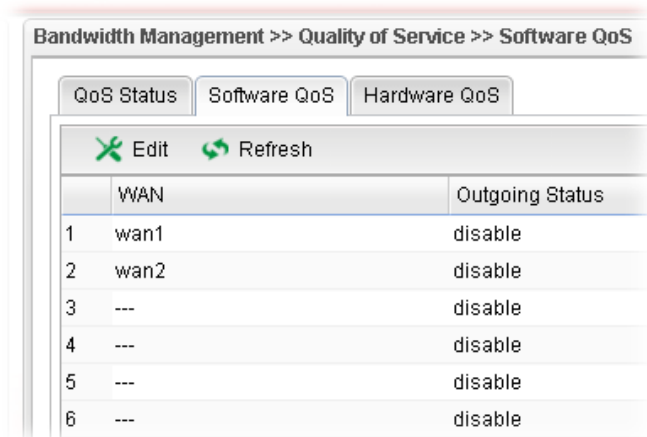 Bandwidth Management >> Quality of Service >> Software QoS
QoS Status Software QoS Hardware QoS
Edit Refresh
WAN Outgoing Status
1 wan1 disable
2 wan2 disable
3 --- disable
4 --- disable
5 --- disable
6 --- disable